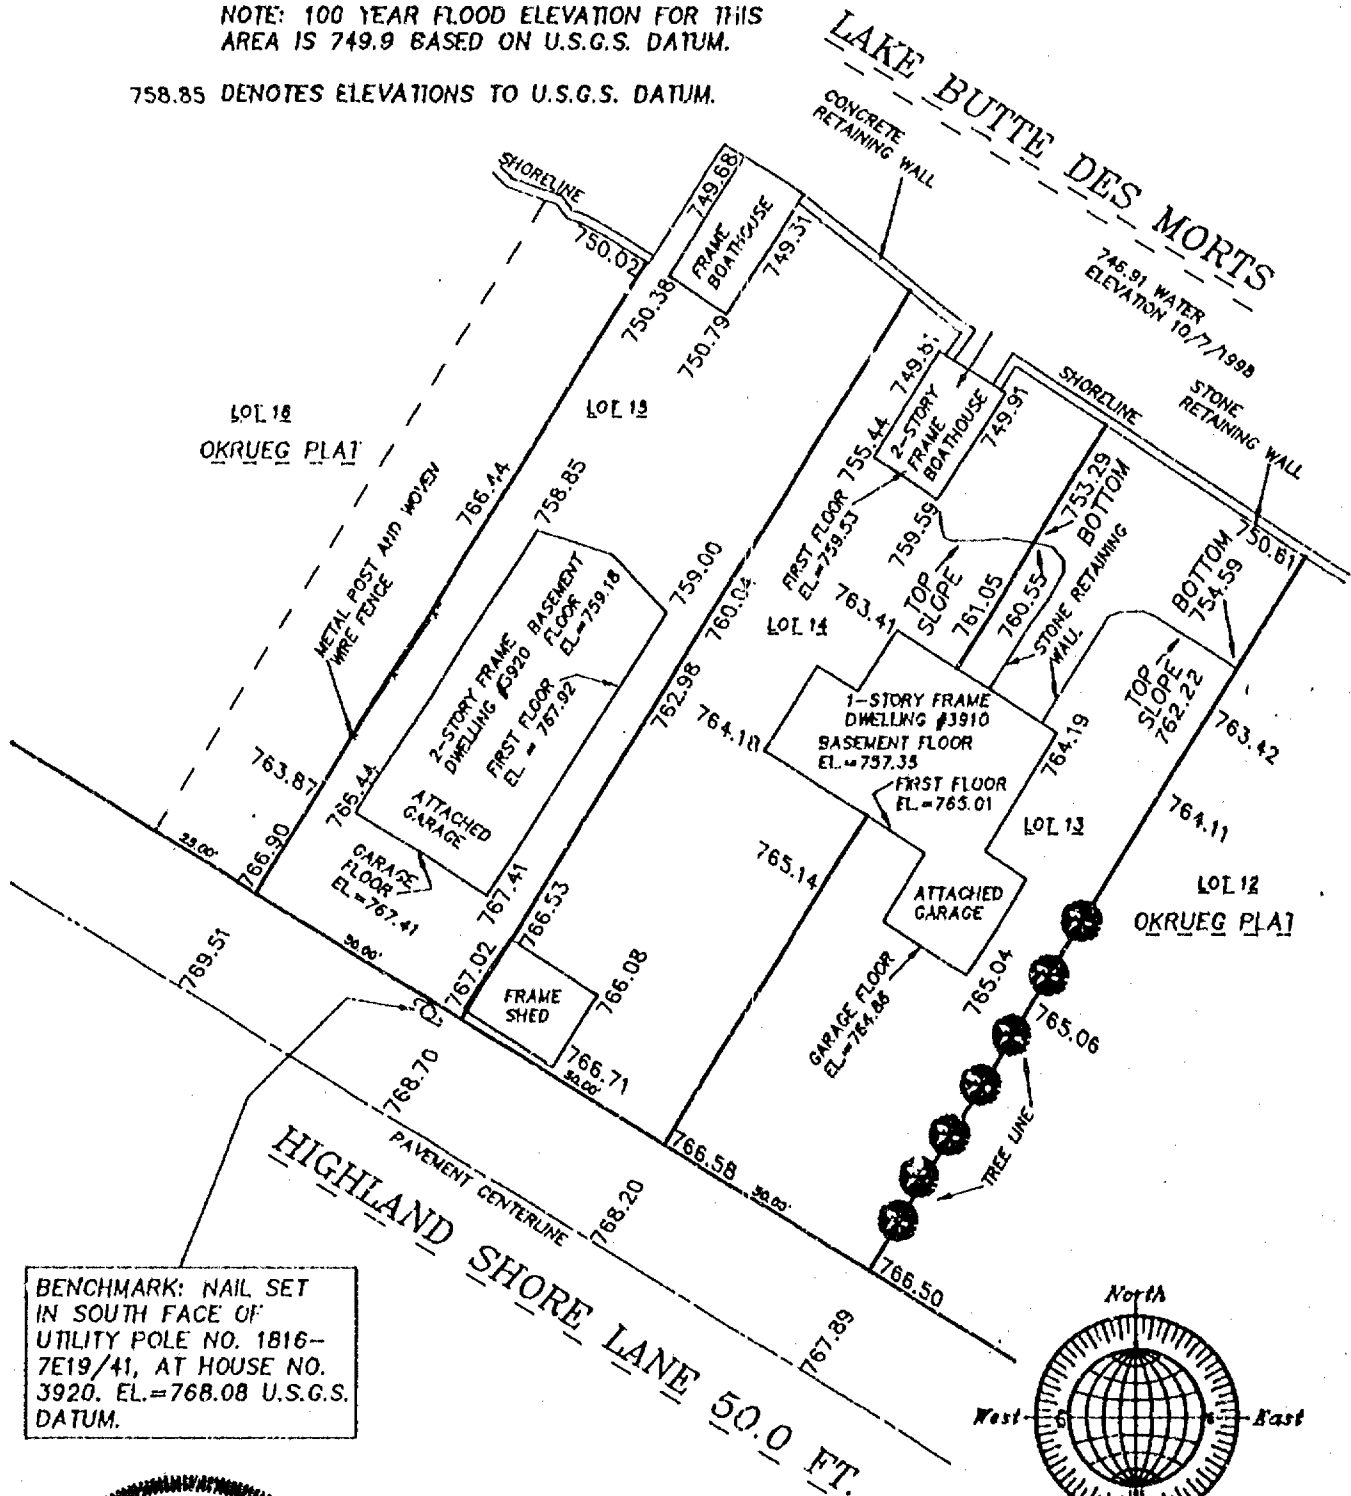 NOTE: 100 YEAR FLOOD ELEVATION FOR THIS
AREA IS 749.9 BASED ON U.S.G.S. DATUM.
758.85 DENOTES ELEVATIONS TO U.S.G.S. DATUM.
LAKE BUTTE DES MORTS
CONCRETE
RETAINING WALL
746.91 WATER
ELEVATION 10/7/1998
SHORELINE
750.02
749.68
FRAME
BOATHOUSE
749.31
750.38
750.79
SHORELINE
STONE
RETAINING WALL
749.81
2-STORY
FRAME
BOATHOUSE
749.91
755.44
FIRST FLOOR
EL.=759.53
759.59
TOP
SLOPE
753.29
BOTTOM
750.61
BOTTOM
754.59
LOT 15
OKRUEG PLAT
METAL POST AND WOVEN
WIRE FENCE
766.44
758.85
2-STORY FRAME
DWELLING #3920
BASEMENT
FLOOR
EL.=759.18
FIRST FLOOR
EL. = 767.92
ATTACHED
GARAGE
759.00
760.04
762.98
763.41
LOT 14
761.05
760.55
STONE RETAINING
WALL
TOP
SLOPE
762.22
763.42
764.11
764.18
1-STORY FRAME
DWELLING #3910
BASEMENT FLOOR
EL.=757.35
FIRST FLOOR
EL.=765.01
764.19
LOT 13
LOT 12
OKRUEG PLAT
763.87
766.44
766.90
GARAGE
FLOOR
EL.=767.41
767.41
766.53
767.02
765.14
ATTACHED
GARAGE
GARAGE FLOOR
765.04
765.06
TREE LINE
25.00'
50.00'
FRAME
SHED
766.08
766.71
50.00'
766.58
766.50
769.51
768.70
PAVEMENT CENTERLINE
768.20
767.89
HIGHLAND SHORE LANE 50.0 FT.
BENCHMARK: NAIL SET
IN SOUTH FACE OF
UTILITY POLE NO. 1816-
7E19/41, AT HOUSE NO.
3920. EL.=768.08 U.S.G.S.
DATUM.
North
West
East